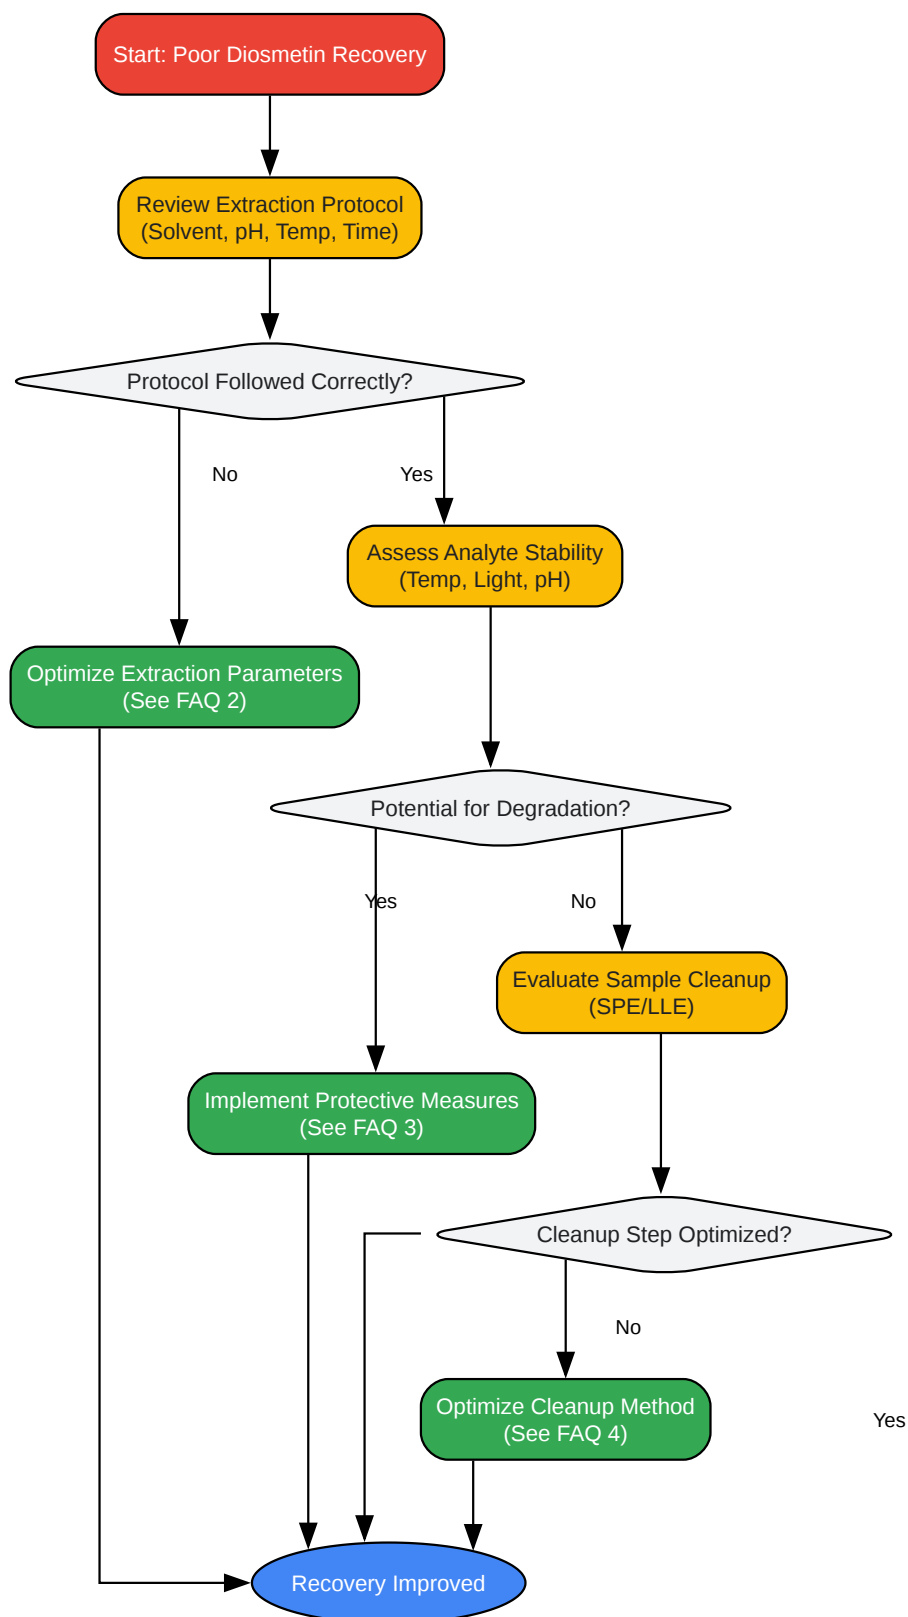 Start: Poor Diosmetin Recovery
Review Extraction Protocol
(Solvent, pH, Temp, Time)
Protocol Followed Correctly?
No
Yes
Assess Analyte Stability
(Temp, Light, pH)
Optimize Extraction Parameters
(See FAQ 2)
Potential for Degradation?
Yes
No
Evaluate Sample Cleanup
(SPE/LLE)
Implement Protective Measures
(See FAQ 3)
Cleanup Step Optimized?
No
Optimize Cleanup Method
(See FAQ 4)
Yes
Recovery Improved